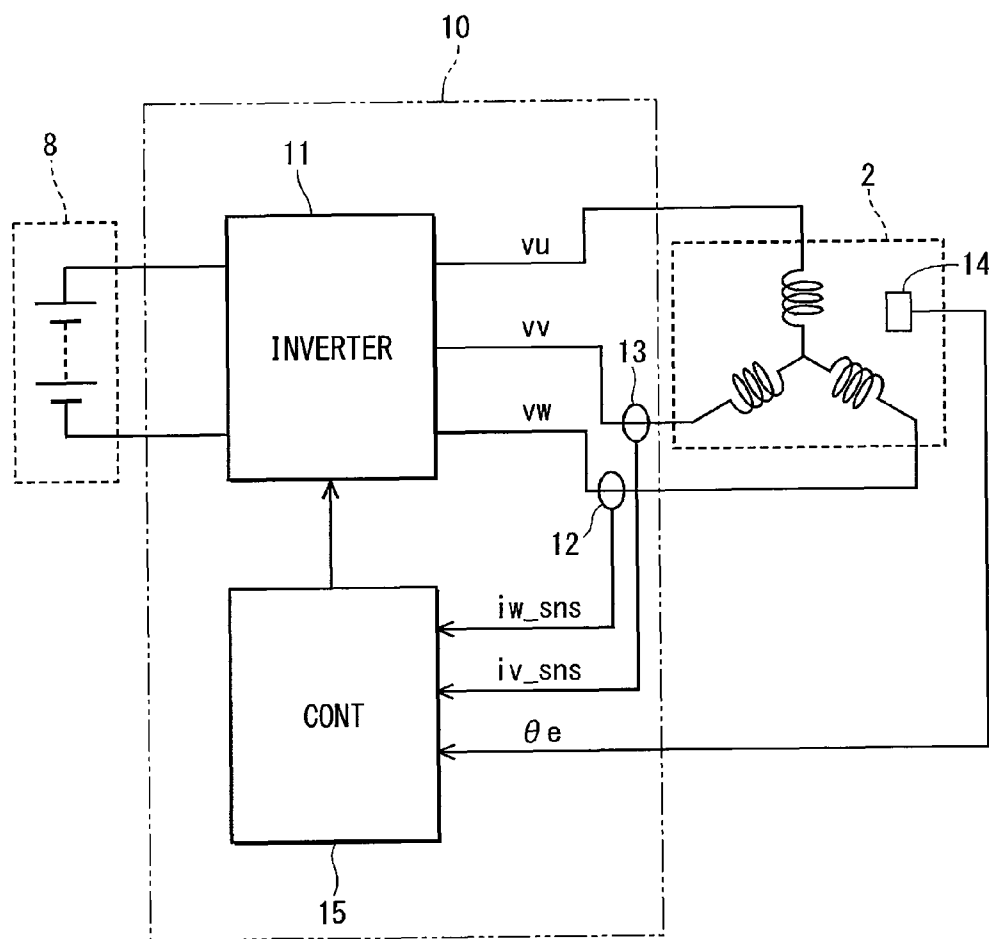 10
8
11
2
vu
14
INVERTER
vv
13
vw
12
iw_sns
iv_sns
CONT
θe
15